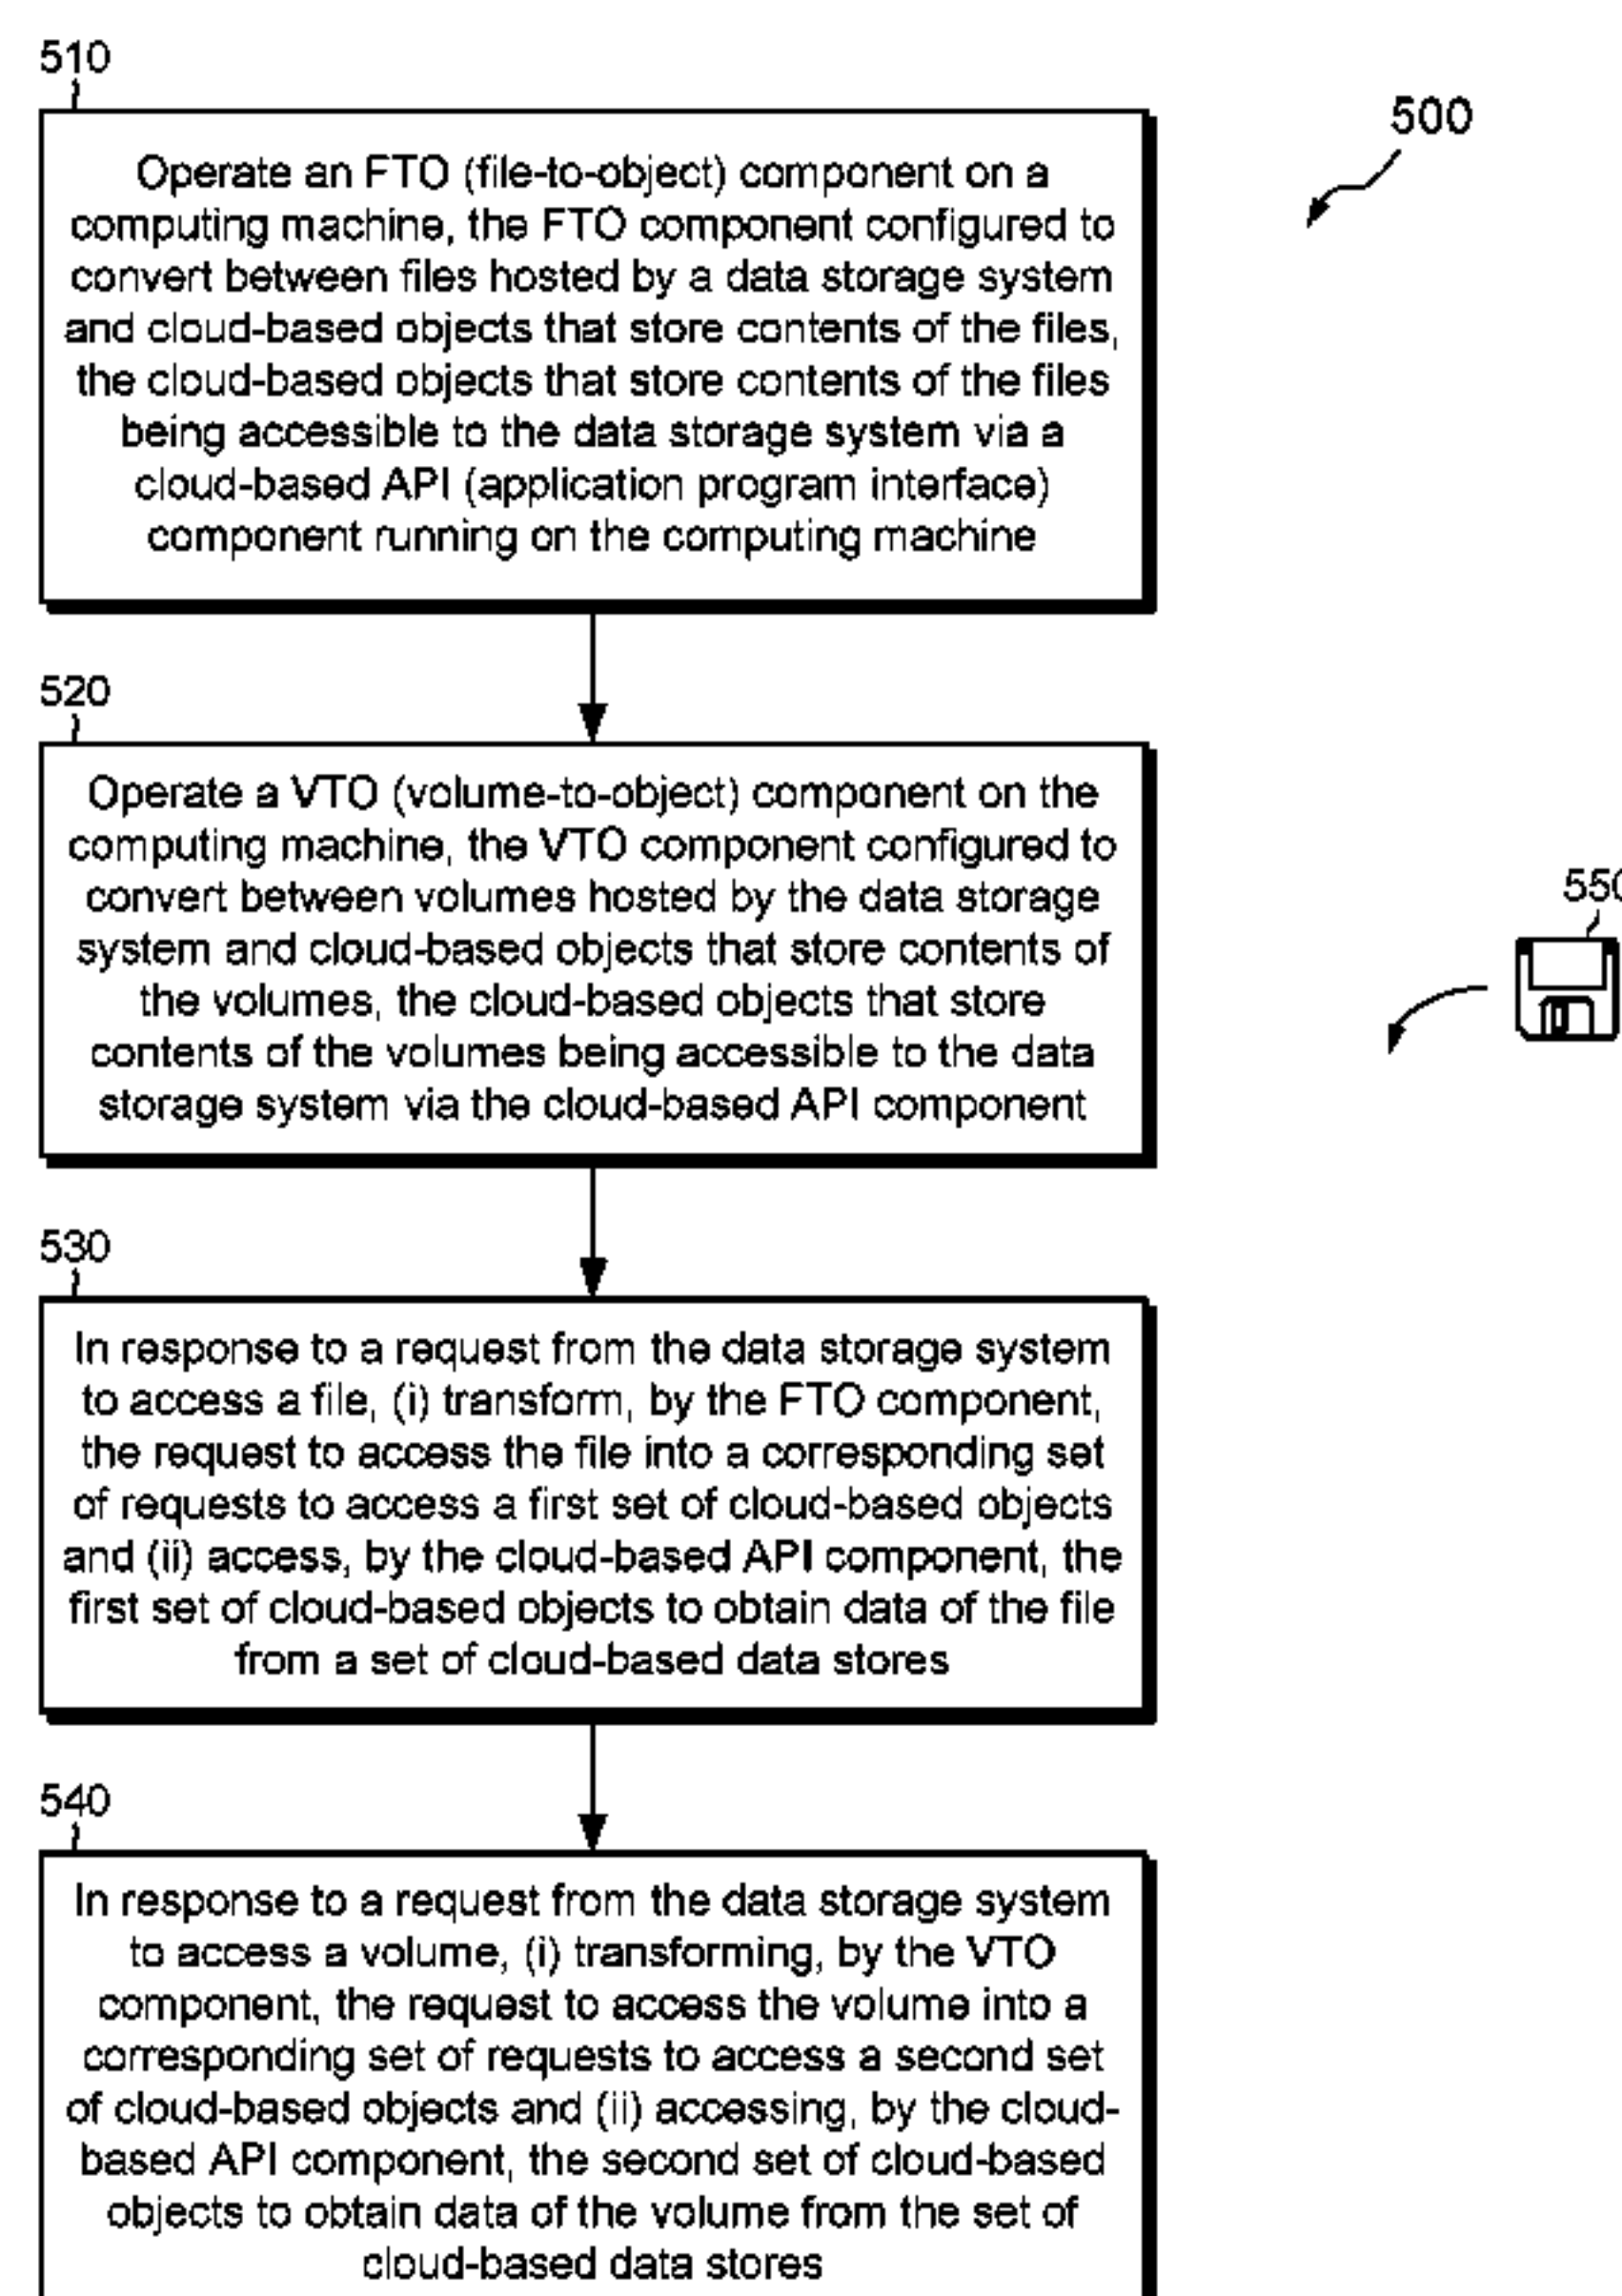 510
500
Operate an FTO (file-to-object) component on a
computing machine, the FTO component configured to
convert between files hosted by a data storage system
and cloud-based objects that store contents of the files,
the cloud-based objects that store contents of the files
being accessible to the data storage system via a
cloud-based API (application program interface)
component running on the computing machine
520
Operate a VTO (volume-to-object) component on the
computing machine, the VTO component configured to
convert between volumes hosted by the data storage
system and cloud-based objects that store contents of
the volumes, the cloud-based objects that store
contents of the volumes being accessible to the data
storage system via the cloud-based API component
550
530
In response to a request from the data storage system
to access a file, (i) transform, by the FTO component,
the request to access the file into a corresponding set
of requests to access a first set of cloud-based objects
and (ii) access, by the cloud-based API component, the
first set of cloud-based objects to obtain data of the file
from a set of cloud-based data stores
540
In response to a request from the data storage system
to access a volume, (i) transforming, by the VTO
component, the request to access the volume into a
corresponding set of requests to access a second set
of cloud-based objects and (ii) accessing, by the cloud-
based API component, the second set of cloud-based
objects to obtain data of the volume from the set of
cloud-based data stores